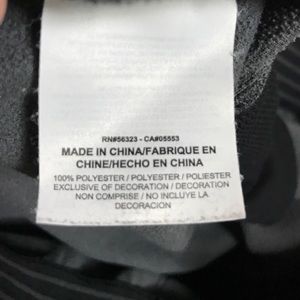 RN#56323 - CA#05553
MADE IN CHINA/FABRIQUE EN
CHINE/HECHO EN CHINA
100% POLYESTER / POLYESTER / POLIESTER
EXCLUSIVE OF DECORATION / DECORATION
NON COMPRISE / NO INCLUYE LA
DECORACION